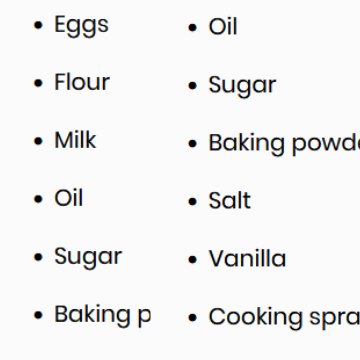 Eggs
Flour
Milk
Oil
Sugar
Baking p
Oil
Sugar
Baking powd
Salt
Vanilla
Cooking spra